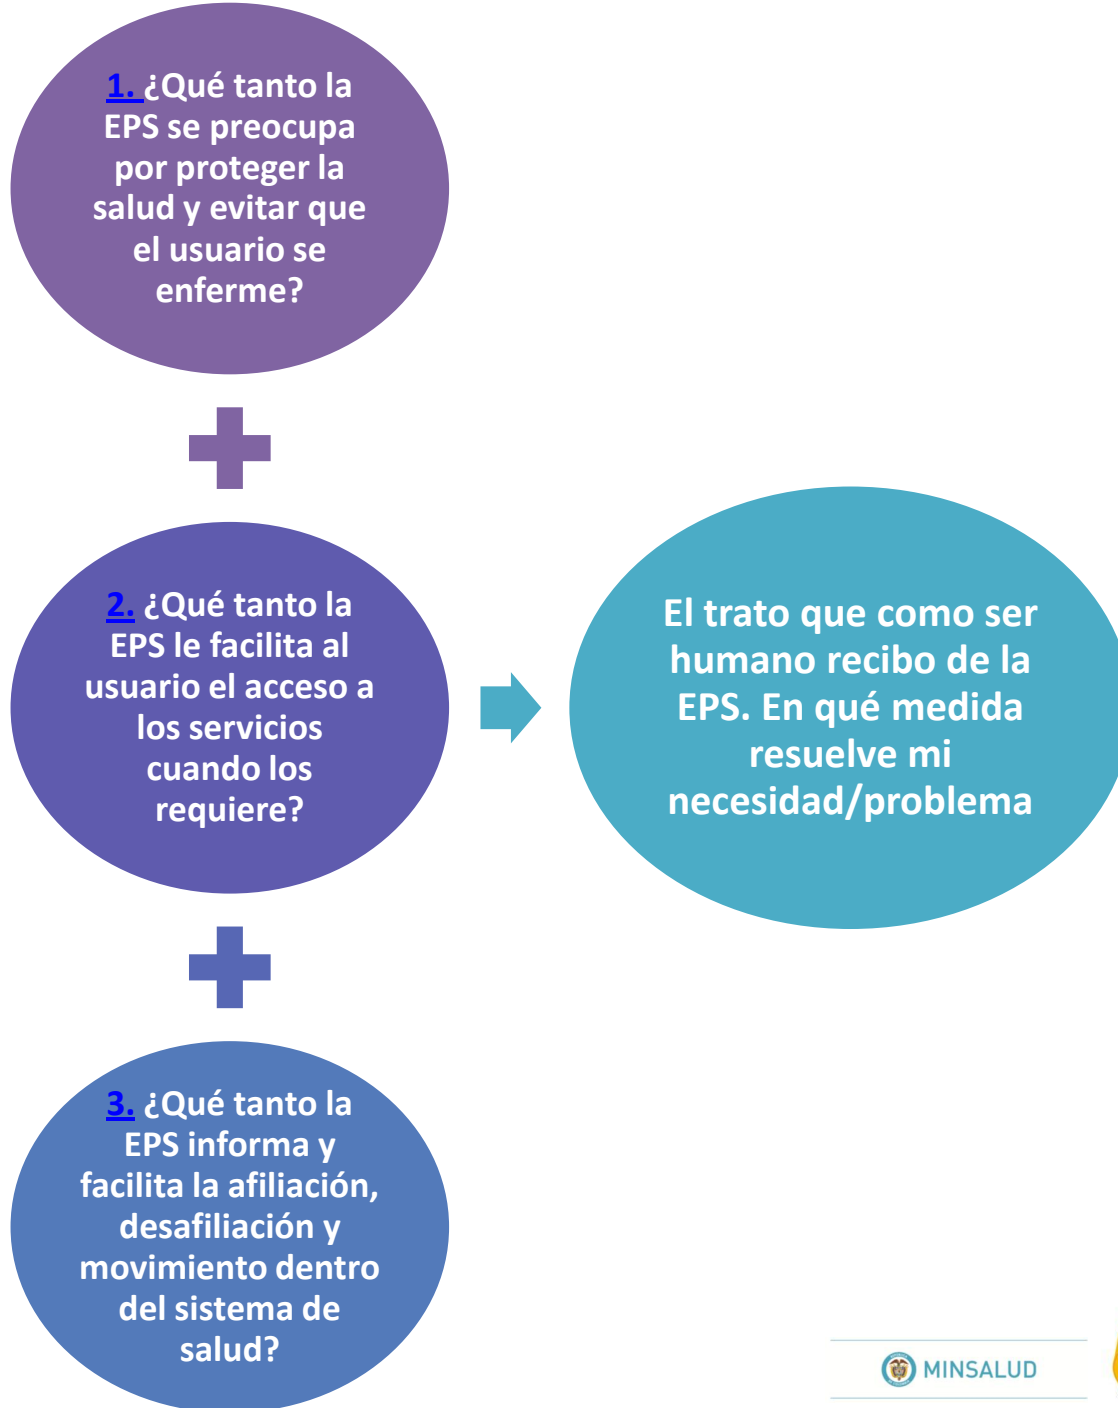 1. ¿Qué tanto la
EPS se preocupa
por proteger la
salud y evitar que
el usuario se
enferme?
2. ¿Qué tanto la
EPS le facilita al
usuario el acceso a
los servicios
cuando los
requiere?
El trato que como ser
humano recibo de la
EPS. En qué medida
resuelve mi
necesidad/problema
3. ¿Qué tanto la
EPS informa y
facilita la afiliación,
desafiliación y
movimiento dentro
del sistema de
salud?
MINSALUD